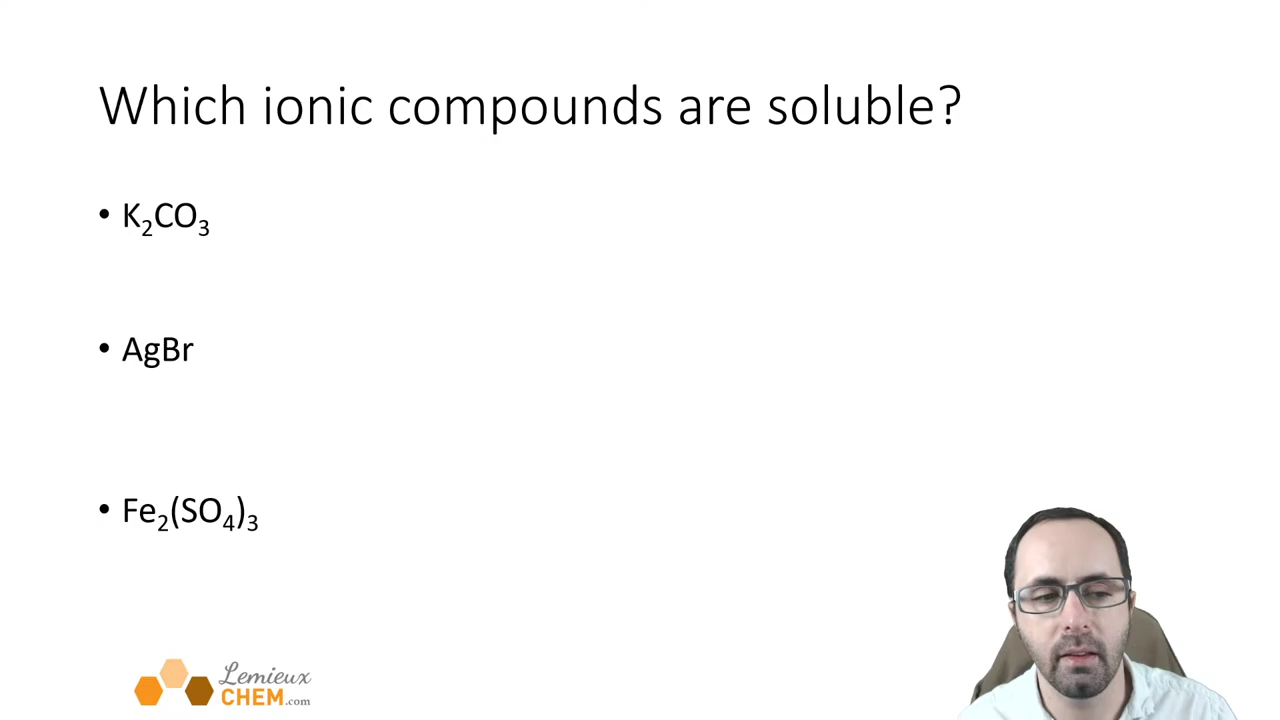 Which ionic compounds are soluble?
• K₂CO₃
• AgBr
• Fe₂(SO₄)₃
Lemieux
CHEM.com